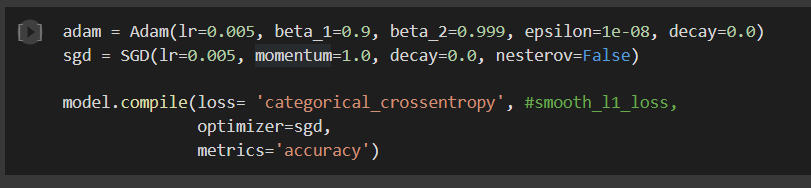 adam = Adam(lr=0.005, beta_1=0.9, beta_2=0.999, epsilon=1e-08, decay=0.0)
sgd = SGD(lr=0.005, momentum=1.0, decay=0.0, nesterov=False)
model.compile(loss= 'categorical_crossentropy', #smooth_l1_loss,
optimizer=sgd,
metrics='accuracy')